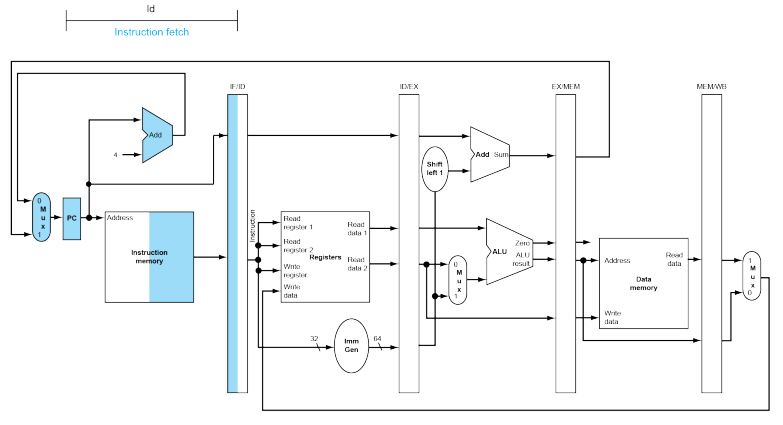 ld
Instruction fetch
IF/ID
ID/EX
EX/MEM
MEM/WB
Add
4
0
M
u
x
1
PC
Address
Instruction
memory
Instruction
Read
register 1
Read
register 2
Write
register
Write
data
Registers
Read
data 1
Read
data 2
32
Imm
Gen
64
Shift
left 1
Add
Sum
0
M
u
x
1
ALU
Zero
ALU
result
Address
Write
data
Data
memory
Read
data
1
M
u
x
0